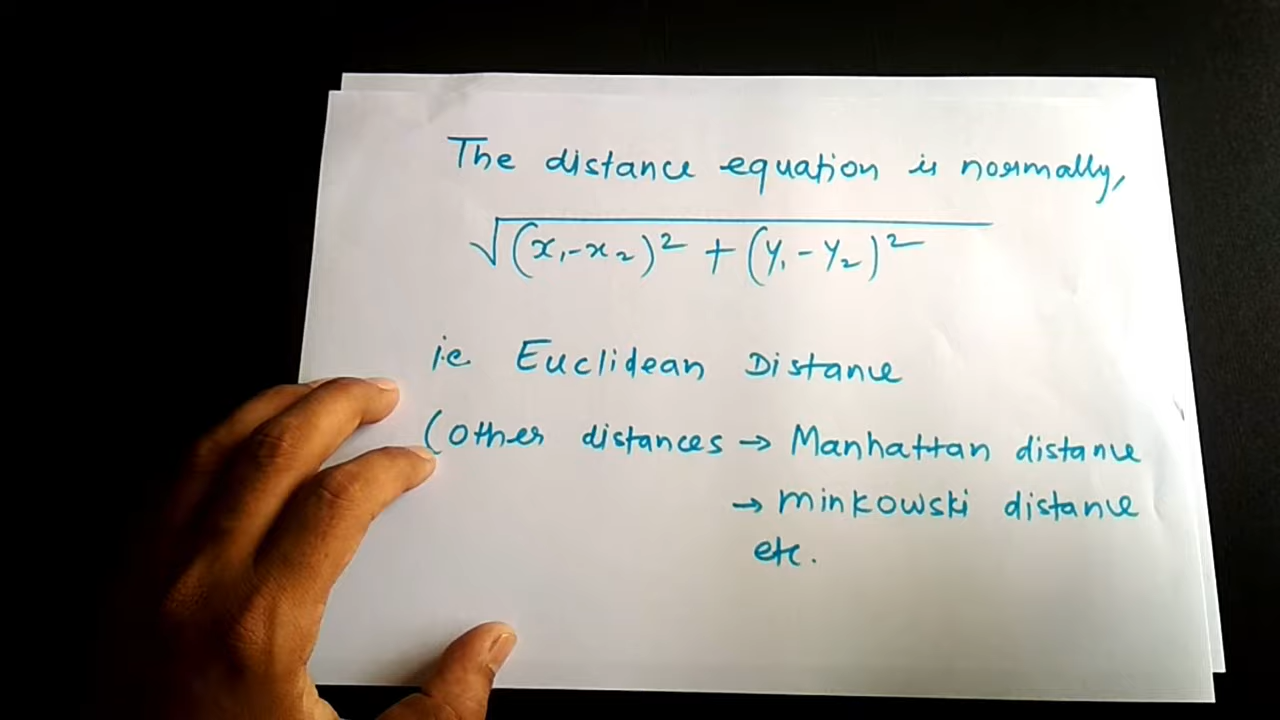 The distance equation is normally,
√(x₁-x₂)² + (y₁-y₂)²
i.e Euclidean Distance
(Other distances → Manhattan distance
→ Minkowski distance
etc.